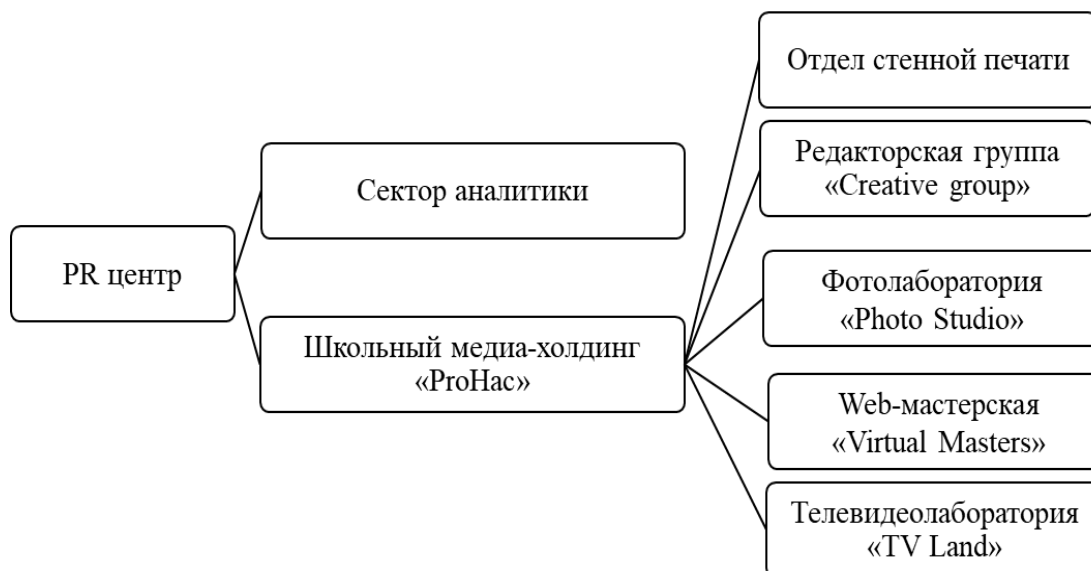 PR центр
Сектор аналитики
Школьный медиа-холдинг
«ProНас»
Отдел стенной печати
Редакторская группа
«Creative group»
Фотолаборатория
«Photo Studio»
Web-мастерская
«Virtual Masters»
Телевидеолаборатория
«TV Land»